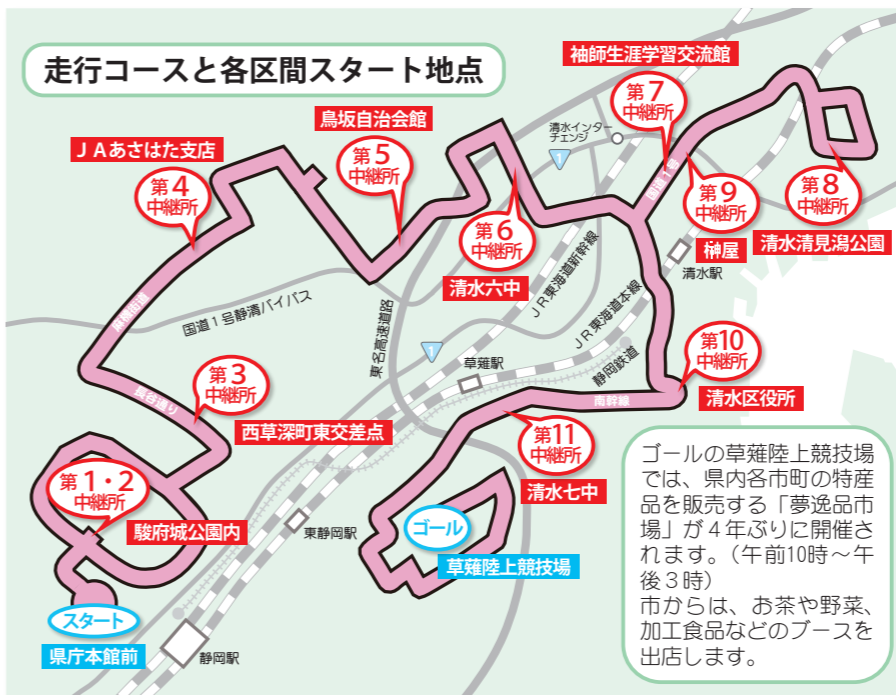 走行コースと各区間スタート地点
袖師生涯学習交流館
第7
中継所
鳥坂自治会館
清水インター
チェンジ
1
JAあさはた支店
第5
中継所
第4
中継所
第6
中継所
第9
中継所
第8
中継所
榊屋
清水清見潟公園
清水駅
清水六中
JR東海道新幹線
国道1号静清バイパス
東名高速道路
JR東海道本線
静岡鉄道
1
草薙駅
第10
中継所
清水区役所
第3
中継所
長谷通り
麻機街道
南幹線
西草深町東交差点
第11
中継所
清水七中
第1・2
中継所
駿府城公園内
東静岡駅
ゴール
草薙陸上競技場
スタート
県庁本館前
静岡駅
ゴールの草薙陸上競技場
では、県内各市町の特産
品を販売する「夢逸品市
場」が4年ぶりに開催さ
れます。(午前10時~午
後3時)
市からは、お茶や野菜、
加工食品などのブースを
出店します。